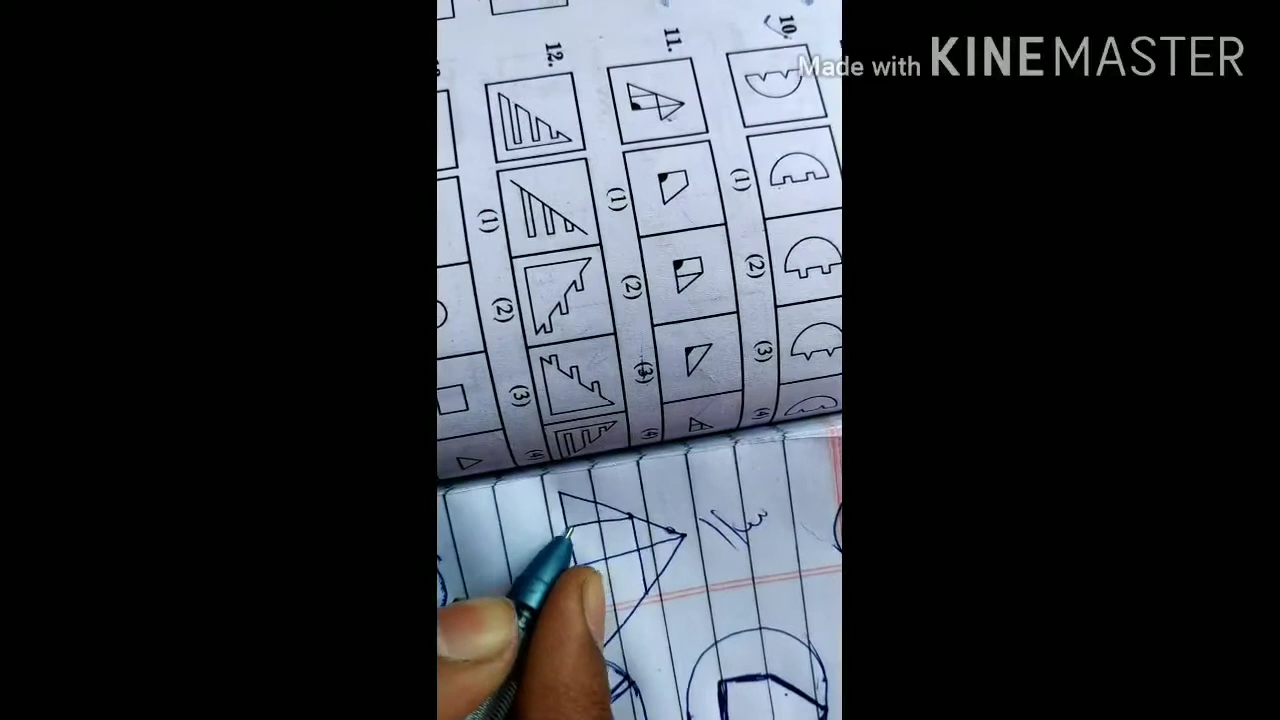 Made with KINEMASTER
10.
(1) (2) (3) (4)
11.
(1) (2) (3) (4)
12.
(1) (2) (3) (4)